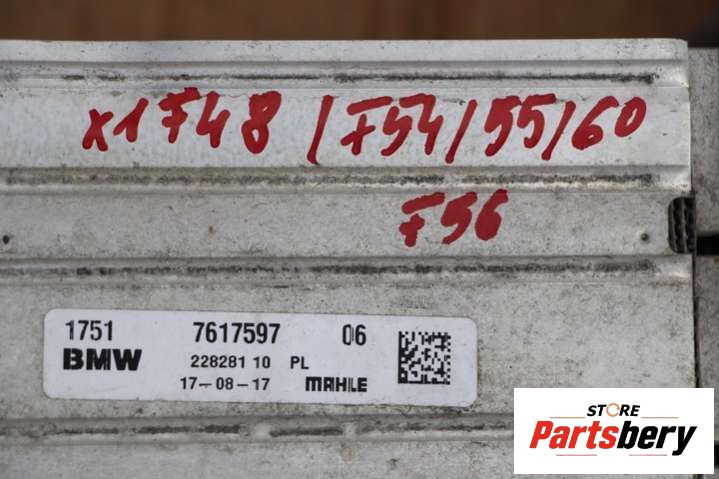 X1 F48 / F54/55/60
F56
1751 7617597 06
BMW 228281 10 PL
17-08-17 MAHLE
STORE
Partsbery